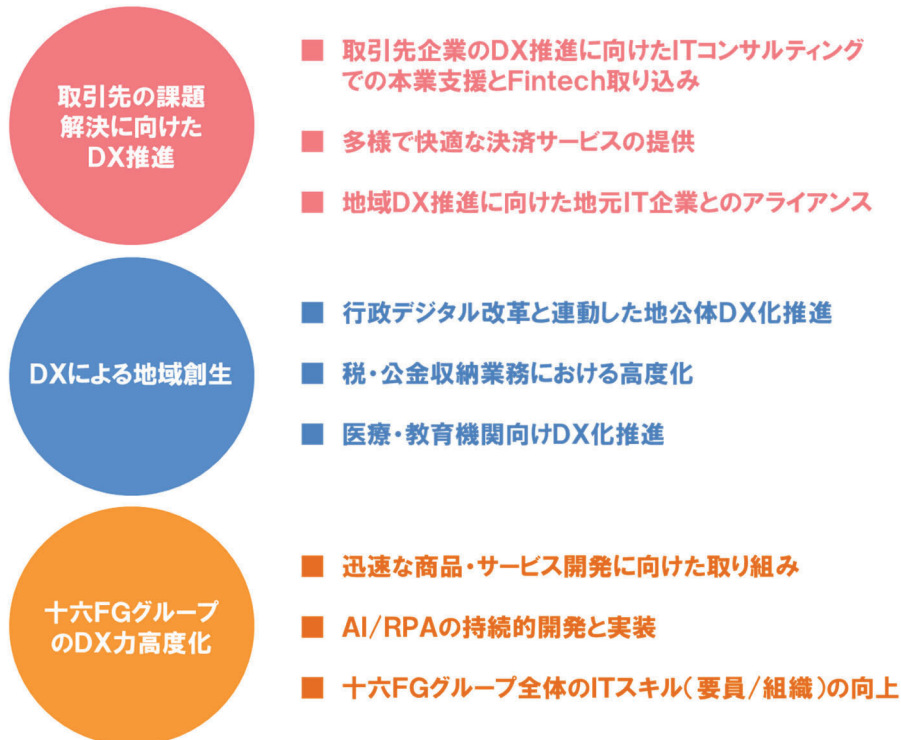 取引先の課題
解決に向けた
DX推進
■ 取引先企業のDX推進に向けたITコンサルティング
での本業支援とFintech取り込み
■ 多様で快適な決済サービスの提供
■ 地域DX推進に向けた地元IT企業とのアライアンス
DXによる地域創生
■ 行政デジタル改革と連動した地公体DX化推進
■ 税・公金収納業務における高度化
■ 医療・教育機関向けDX化推進
十六FGグループ
のDX力高度化
■ 迅速な商品・サービス開発に向けた取り組み
■ AI/RPAの持続的開発と実装
■ 十六FGグループ全体のITスキル(要員/組織)の向上